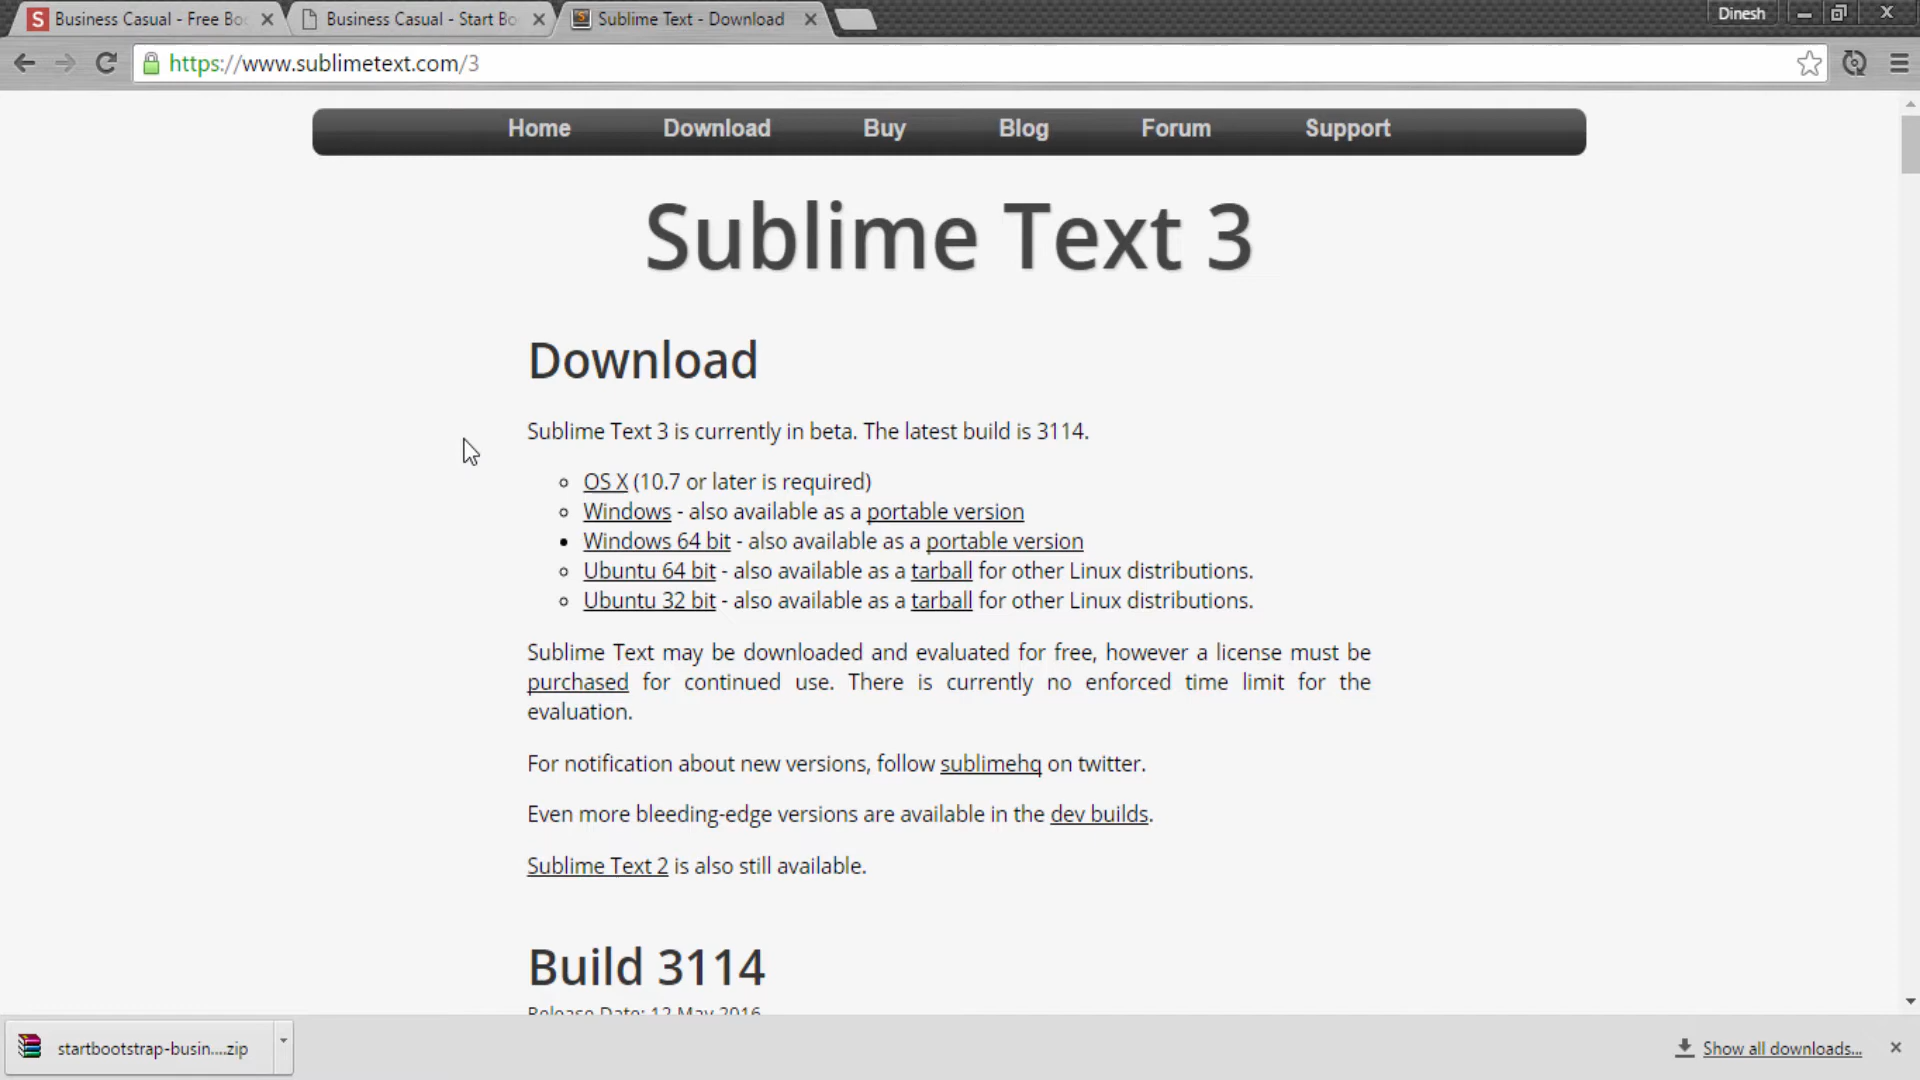 Business Casual - Free Bo
Business Casual - Start Bo
Sublime Text - Download
Dinesh
https://www.sublimetext.com/3
Home
Download
Buy
Blog
Forum
Support
Sublime Text 3
Download
Sublime Text 3 is currently in beta. The latest build is 3114.
OS X (10.7 or later is required)
Windows - also available as a portable version
Windows 64 bit - also available as a portable version
Ubuntu 64 bit - also available as a tarball for other Linux distributions.
Ubuntu 32 bit - also available as a tarball for other Linux distributions.
Sublime Text may be downloaded and evaluated for free, however a license must be
purchased for continued use. There is currently no enforced time limit for the
evaluation.
For notification about new versions, follow sublimehq on twitter.
Even more bleeding-edge versions are available in the dev builds.
Sublime Text 2 is also still available.
Build 3114
Release Date: 12 May 2016
startbootstrap-busin....zip
Show all downloads...